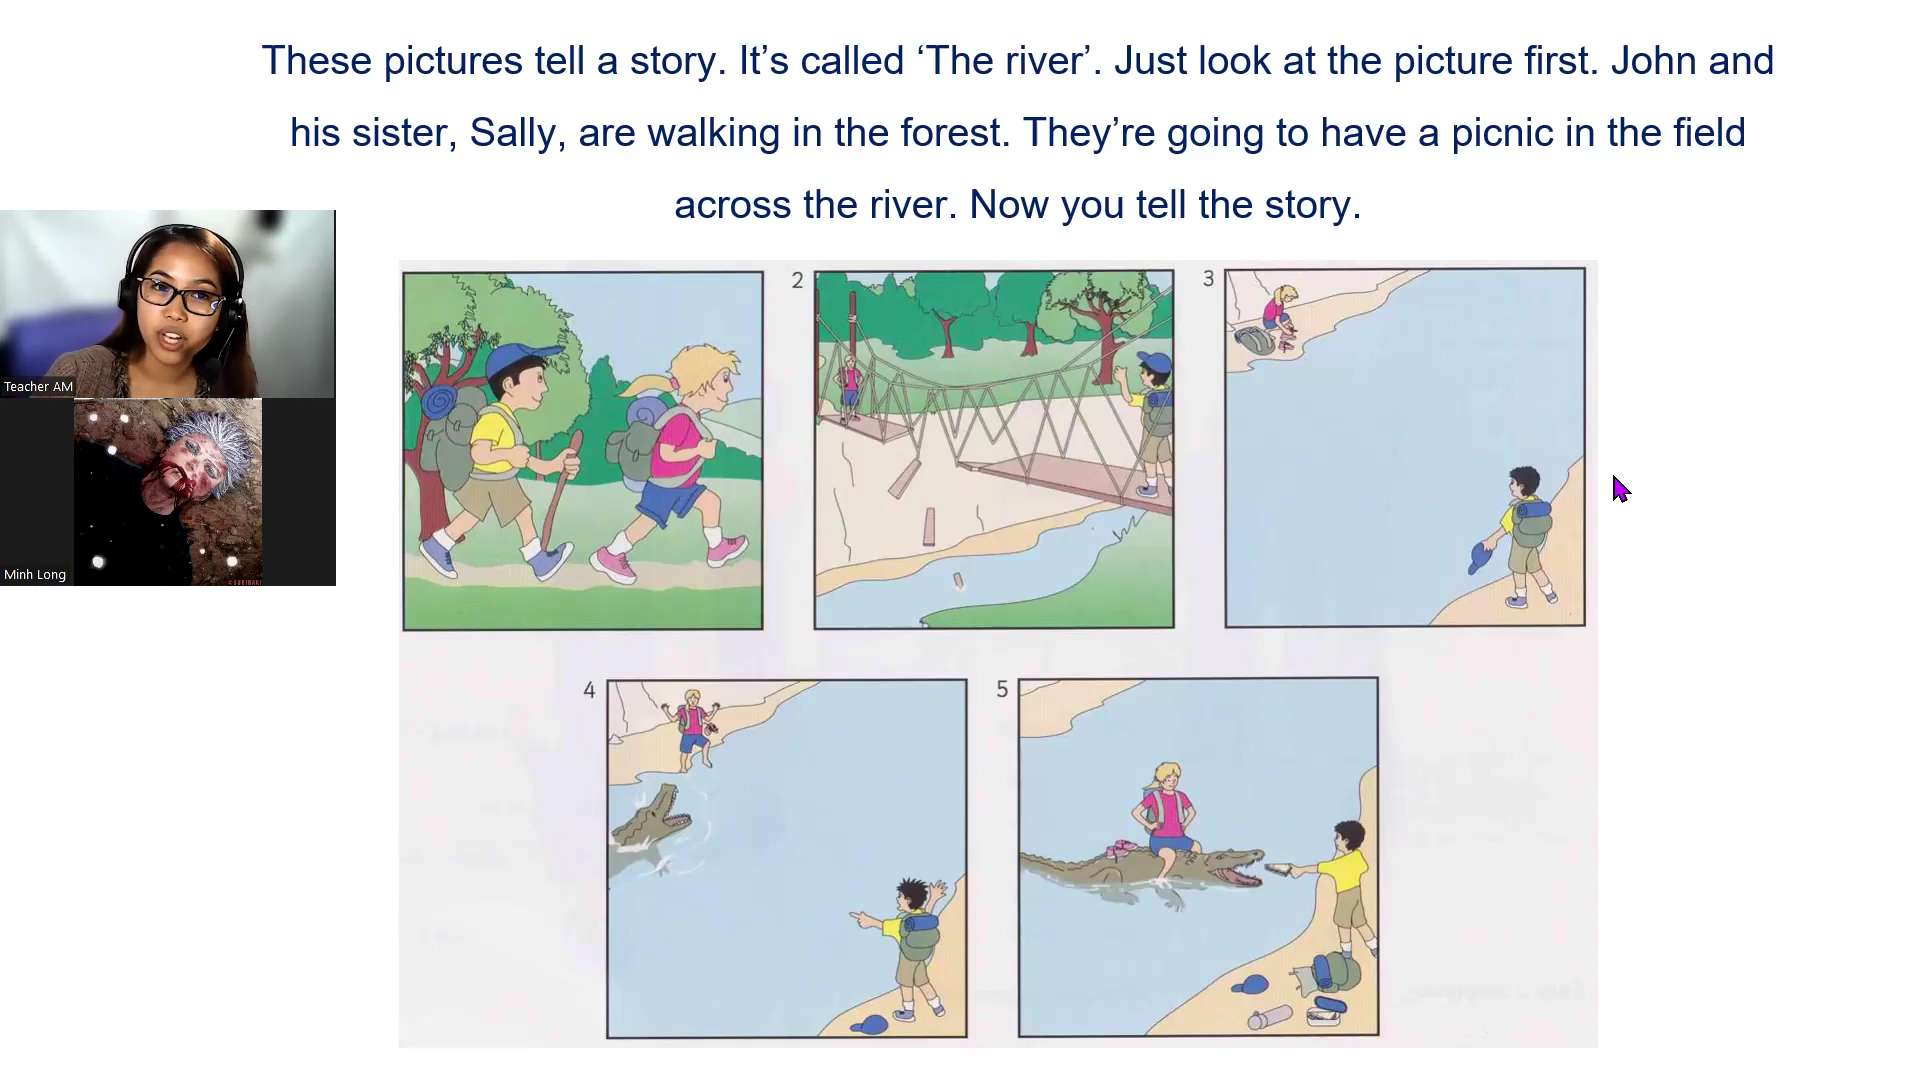 These pictures tell a story. It’s called ‘The river’. Just look at the picture first. John and
his sister, Sally, are walking in the forest. They’re going to have a picnic in the field
across the river. Now you tell the story.
Teacher AM
Minh Long
2
3
4
5